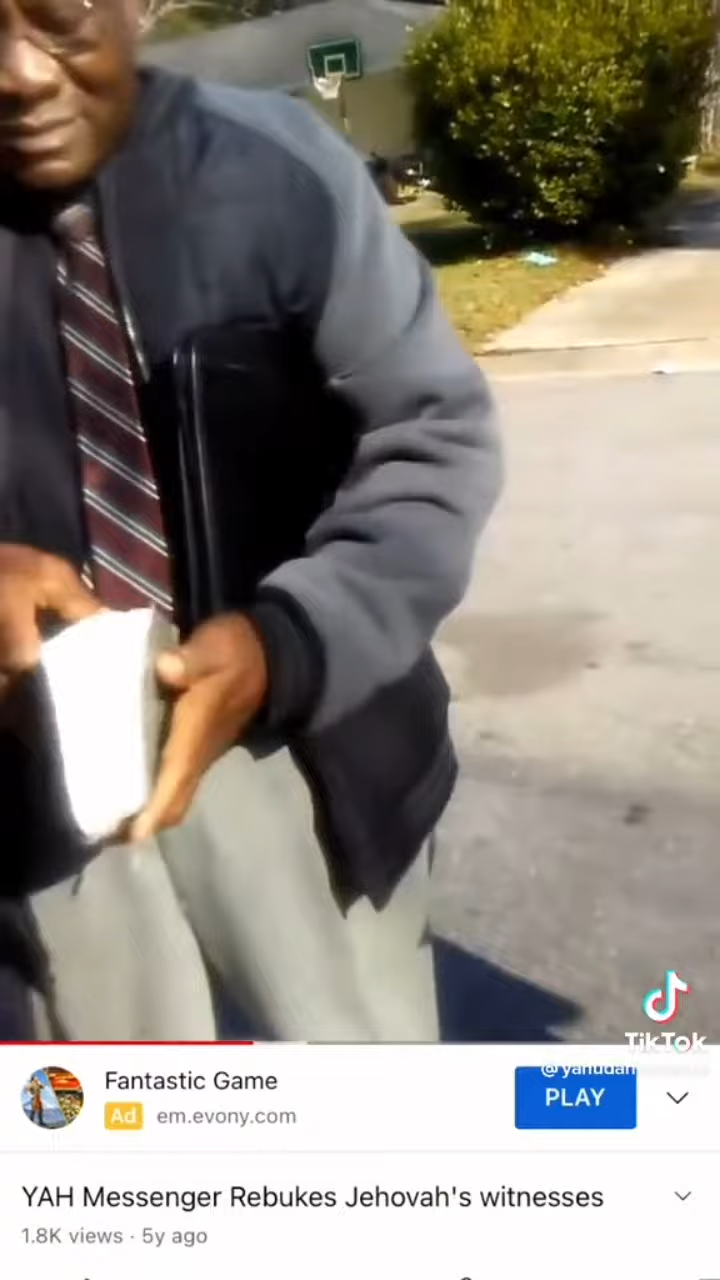 TikTok
Fantastic Game
PLAY
Ad em.evony.com
YAH Messenger Rebukes Jehovah's witnesses
1.8K views · 5y ago